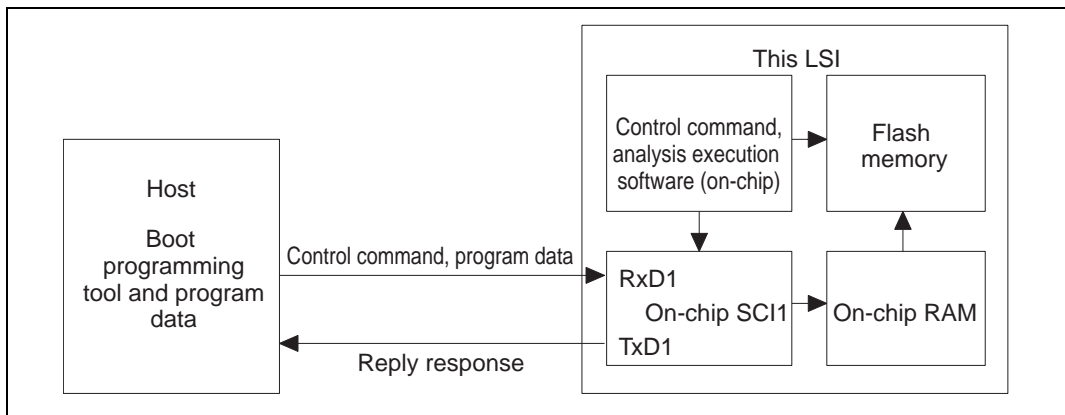 This LSI
Host
Boot
programming
tool and program
data
Control command, program data
Reply response
Control command,
analysis execution
software (on-chip)
Flash
memory
RxD1
On-chip SCI1
TxD1
On-chip RAM